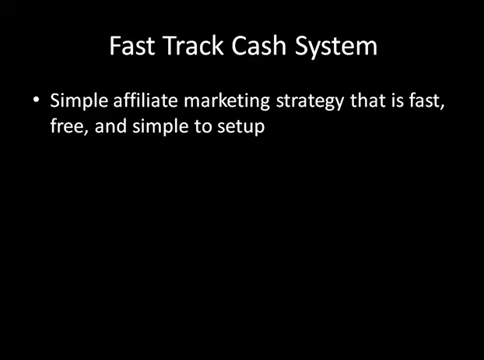 Fast Track Cash System
• Simple affiliate marketing strategy that is fast,
free, and simple to setup